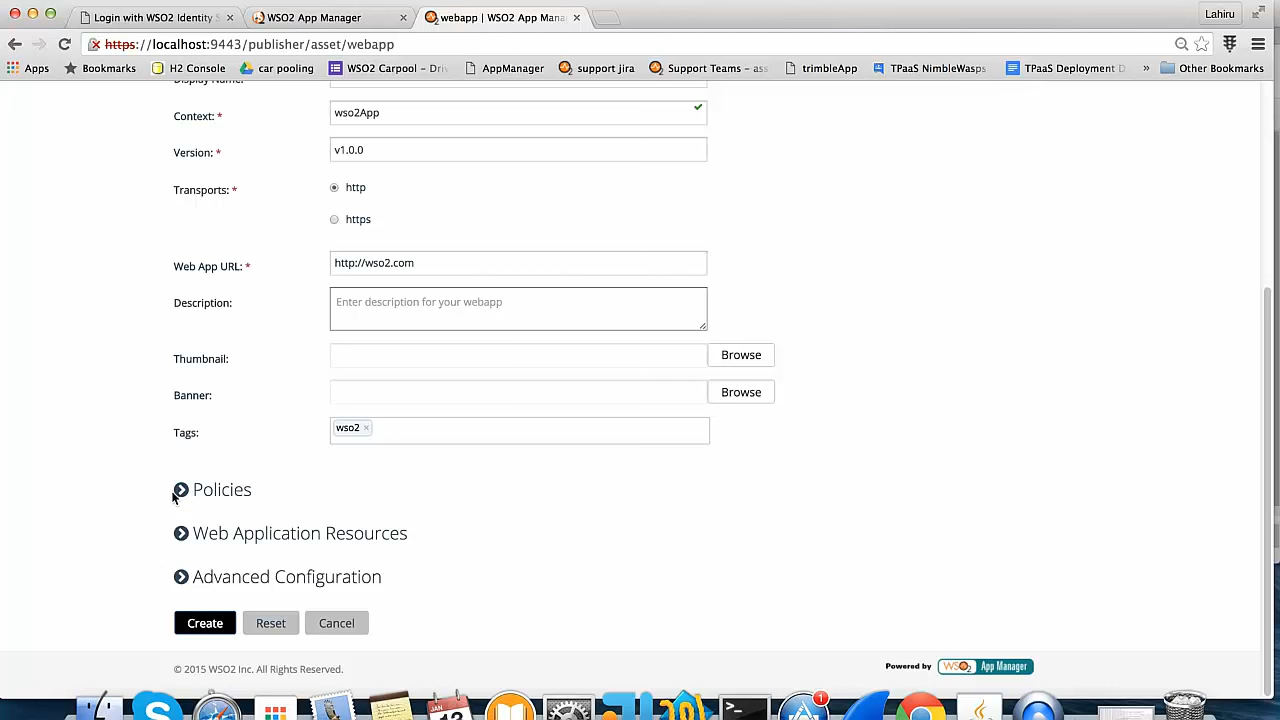 Login with WSO2 Identity S
WSO2 App Manager
webapp | WSO2 App Mana
Lahiru
https://localhost:9443/publisher/asset/webapp
Apps
Bookmarks
H2 Console
car pooling
WSO2 Carpool - Dri
AppManager
support jira
Support Teams - ass
trimbleApp
TPaaS NimbleWasps
TPaaS Deployment D
»
Other Bookmarks
Display Name:
Context: *
wso2App
Version: *
v1.0.0
Transports: *
http
https
Web App URL: *
http://wso2.com
Description:
Enter description for your webapp
Thumbnail:
Browse
Banner:
Browse
Tags:
wso2 ×
Policies
Web Application Resources
Advanced Configuration
Create
Reset
Cancel
© 2015 WSO2 Inc. All Rights Reserved.
Powered by WSO2 App Manager
JAN
1